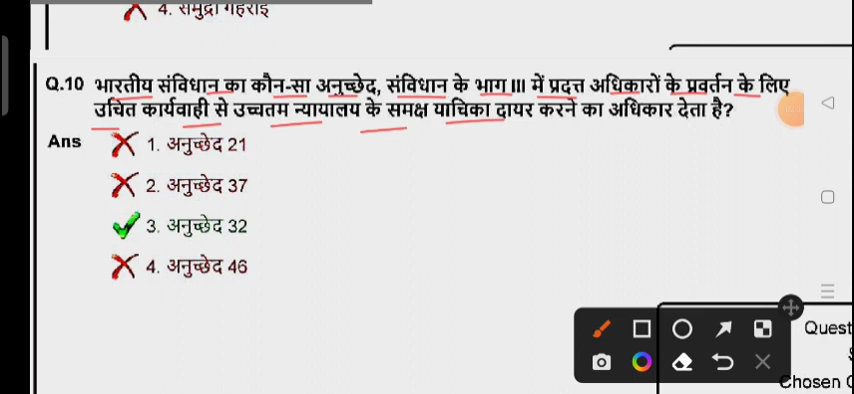 4. समुद्री गहराई
Q.10 भारतीय संविधान का कौन-सा अनुच्छेद, संविधान के भाग III में प्रदत्त अधिकारों के प्रवर्तन के लिए
उचित कार्यवाही से उच्चतम न्यायालय के समक्ष याचिका दायर करने का अधिकार देता है?
Ans 1. अनुच्छेद 21
2. अनुच्छेद 37
3. अनुच्छेद 32
4. अनुच्छेद 46
Quest
Chosen